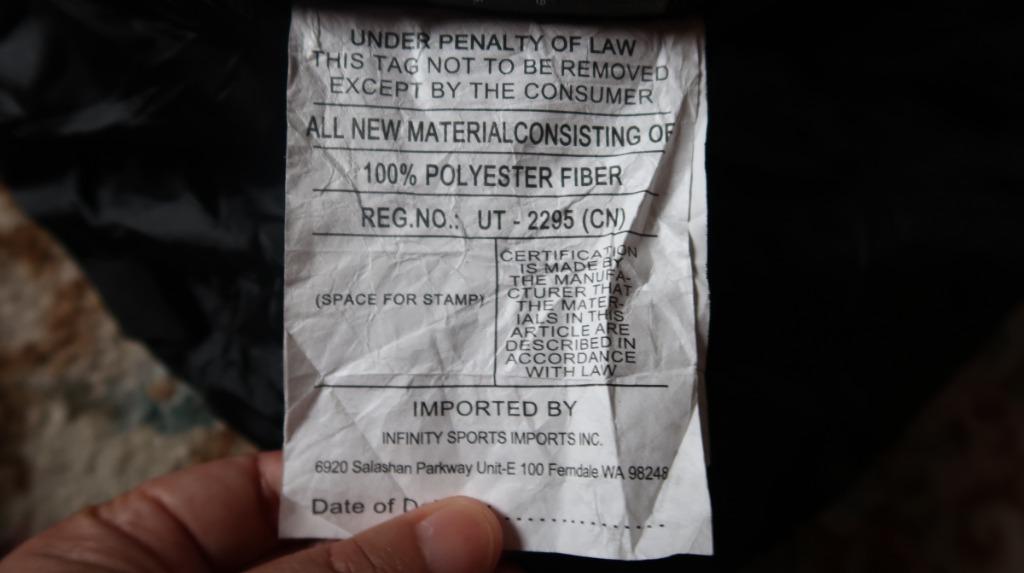 UNDER PENALTY OF LAW
THIS TAG NOT TO BE REMOVED
EXCEPT BY THE CONSUMER
ALL NEW MATERIALCONSISTING OF
100% POLYESTER FIBER
REG.NO.: UT - 2295 (CN)
(SPACE FOR STAMP)
CERTIFICATION
IS MADE BY
THE MANUFA-
CTURER THAT
THE MATER-
IALS IN THIS
ARTICLE ARE
DESCRIBED IN
ACCORDANCE
WITH LAW
IMPORTED BY
INFINITY SPORTS IMPORTS INC.
6920 Salashan Parkway Unit-E 100 Ferndale WA 98248
Date of